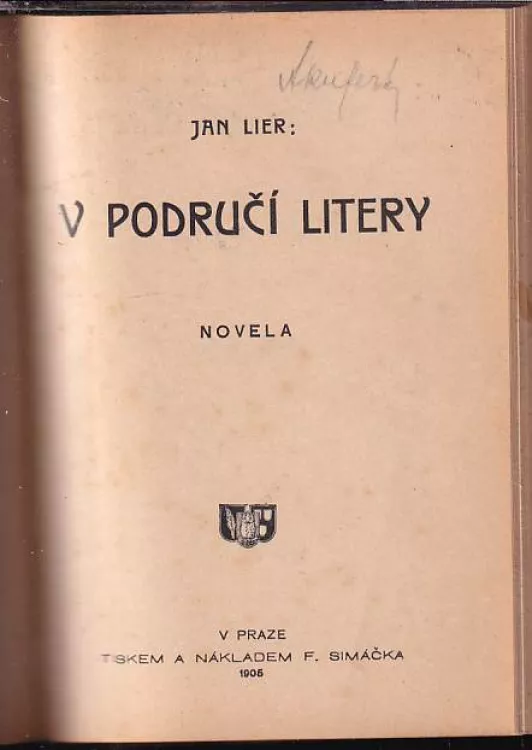 JAN LIER:
V PODRUČÍ LITERY
NOVELA
V PRAZE
TISKEM A NÁKLADEM F. SIMÁČKA
1905